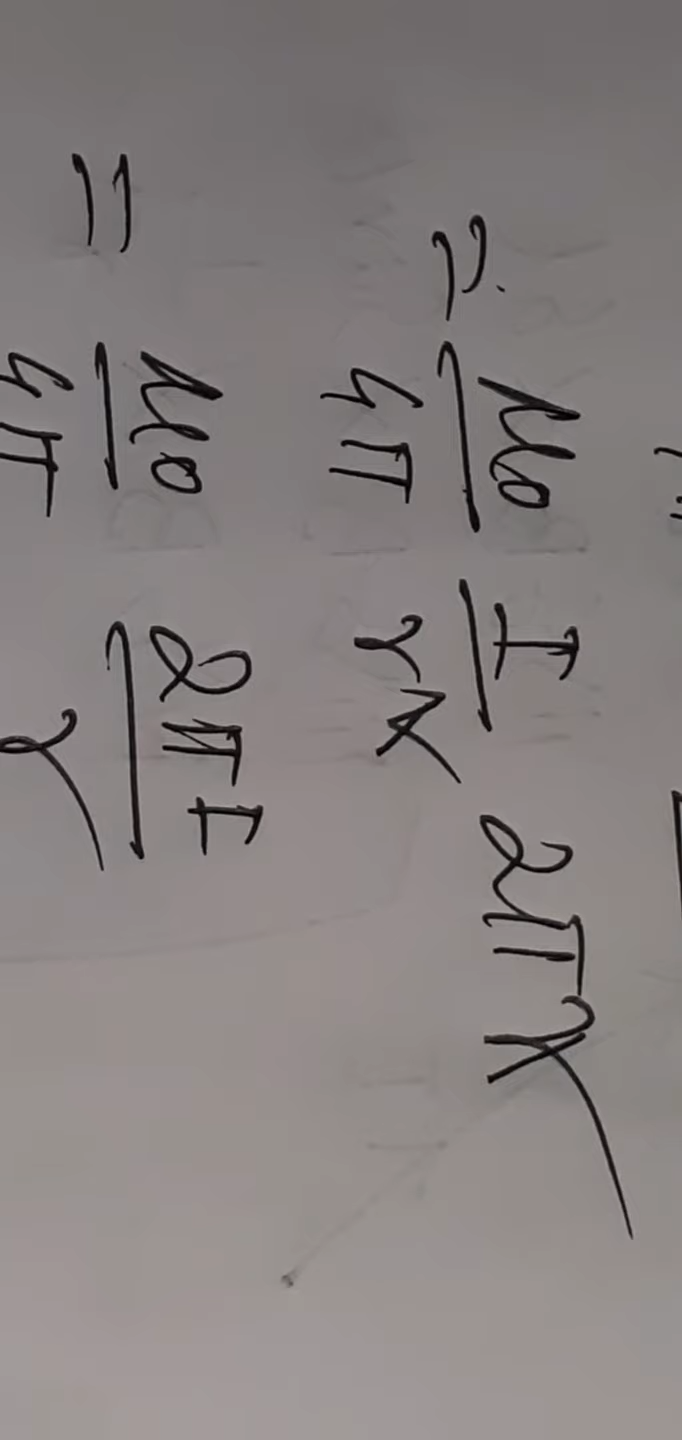 = μ0/4π I/r² 2πr
= μ0/4π 2πI/r